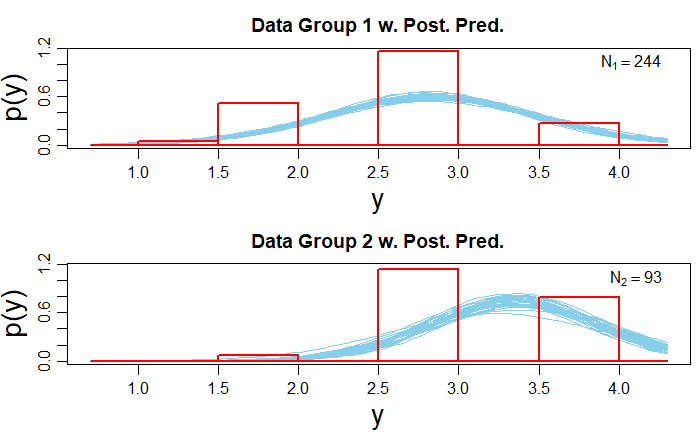 Data Group 1 w. Post. Pred.
N₁ = 244
p(y)
0.0 0.6 1.2
1.0 1.5 2.0 2.5 3.0 3.5 4.0
y
Data Group 2 w. Post. Pred.
N₂ = 93
p(y)
0.0 0.6 1.2
1.0 1.5 2.0 2.5 3.0 3.5 4.0
y